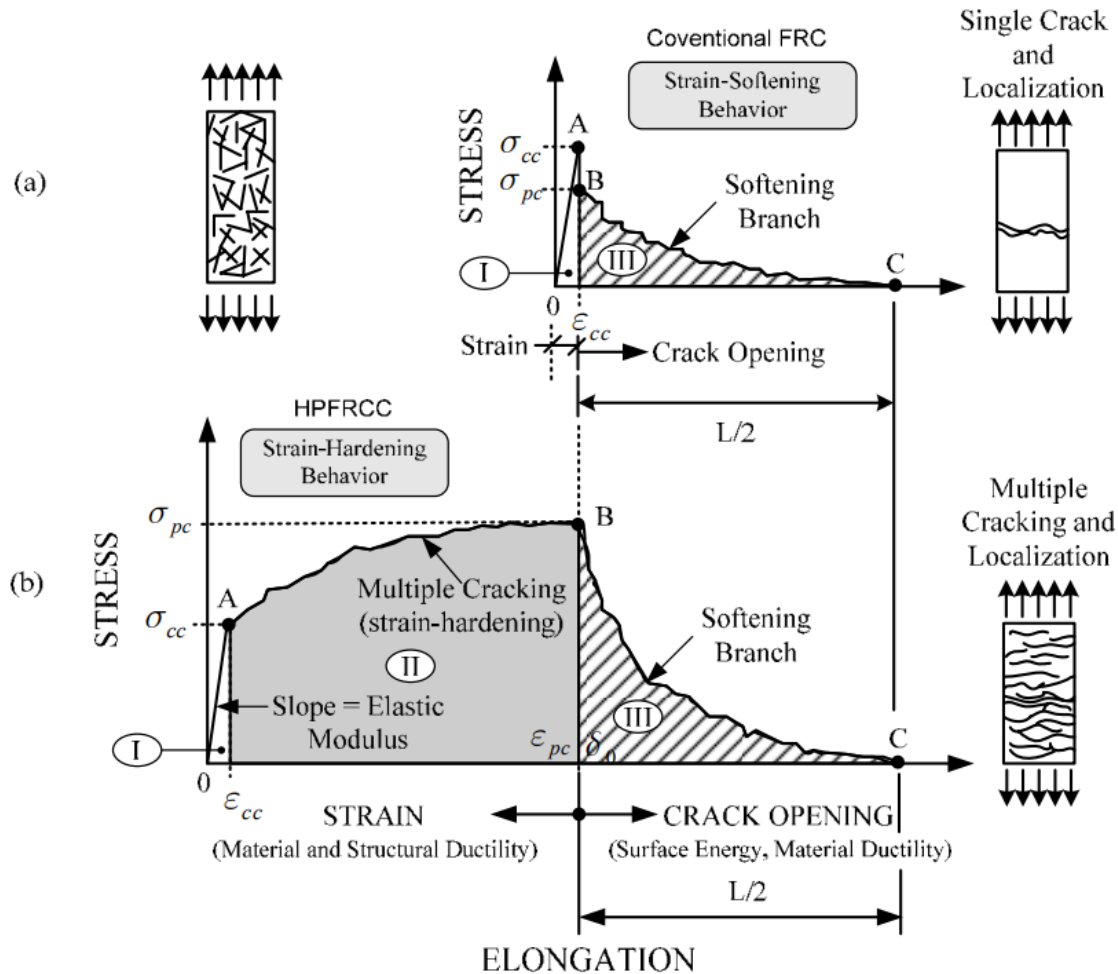 (a)
Coventional FRC
Strain-Softening
Behavior
Single Crack
and
Localization
STRESS
σcc
σpc
A
B
Softening
Branch
I
III
C
0
εcc
Strain
Crack Opening
L/2
(b)
HPFRCC
Strain-Hardening
Behavior
STRESS
σpc
σcc
A
B
Multiple Cracking
(strain-hardening)
II
Slope = Elastic
Modulus
I
Softening
Branch
III
εpc
δ0
C
Multiple
Cracking and
Localization
0
εcc
STRAIN
(Material and Structural Ductility)
CRACK OPENING
(Surface Energy, Material Ductility)
L/2
ELONGATION